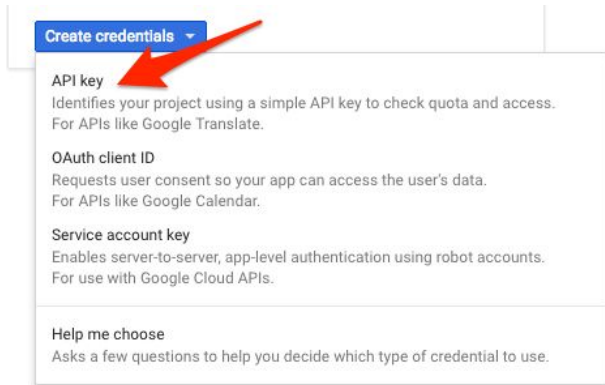 Create credentials
API key
Identifies your project using a simple API key to check quota and access.
For APIs like Google Translate.
OAuth client ID
Requests user consent so your app can access the user's data.
For APIs like Google Calendar.
Service account key
Enables server-to-server, app-level authentication using robot accounts.
For use with Google Cloud APIs.
Help me choose
Asks a few questions to help you decide which type of credential to use.